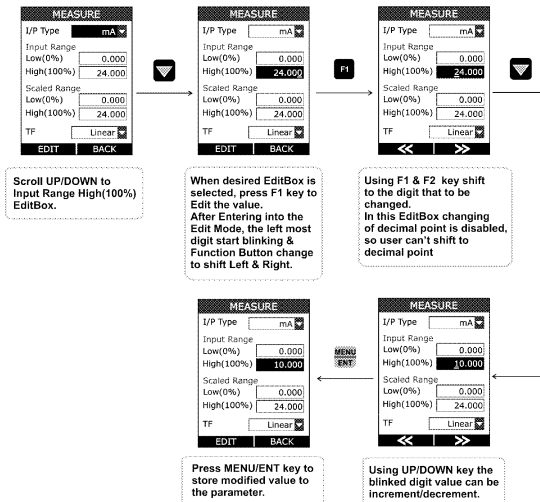 MEASURE
I/P Type mA
Input Range
Low(0%) 0.000
High(100%) 24.000
Scaled Range
Low(0%) 0.000
High(100%) 24.000
TF Linear
EDIT BACK
Scroll UP/DOWN to
Input Range High(100%)
EditBox.
MEASURE
I/P Type mA
Input Range
Low(0%) 0.000
High(100%) 24.000
Scaled Range
Low(0%) 0.000
High(100%) 24.000
TF Linear
EDIT BACK
When desired EditBox is
selected, press F1 key to
Edit the value.
After Entering into the
Edit Mode, the left most
digit start blinking &
Function Button change
to shift Left & Right.
F1
MEASURE
I/P Type mA
Input Range
Low(0%) 0.000
High(100%) 24.000
Scaled Range
Low(0%) 0.000
High(100%) 24.000
TF Linear
<< >>
Using F1 & F2 key shift
to the digit that to be
changed.
In this EditBox changing
of decimal point is disabled,
so user can't shift to
decimal point
MEASURE
I/P Type mA
Input Range
Low(0%) 0.000
High(100%) 10.000
Scaled Range
Low(0%) 0.000
High(100%) 24.000
TF Linear
EDIT BACK
Press MENU/ENT key to
store modified value to
the parameter.
MENU
ENT
MEASURE
I/P Type mA
Input Range
Low(0%) 0.000
High(100%) 10.000
Scaled Range
Low(0%) 0.000
High(100%) 24.000
TF Linear
<< >>
Using UP/DOWN key the
blinked digit value can be
increment/decrement.